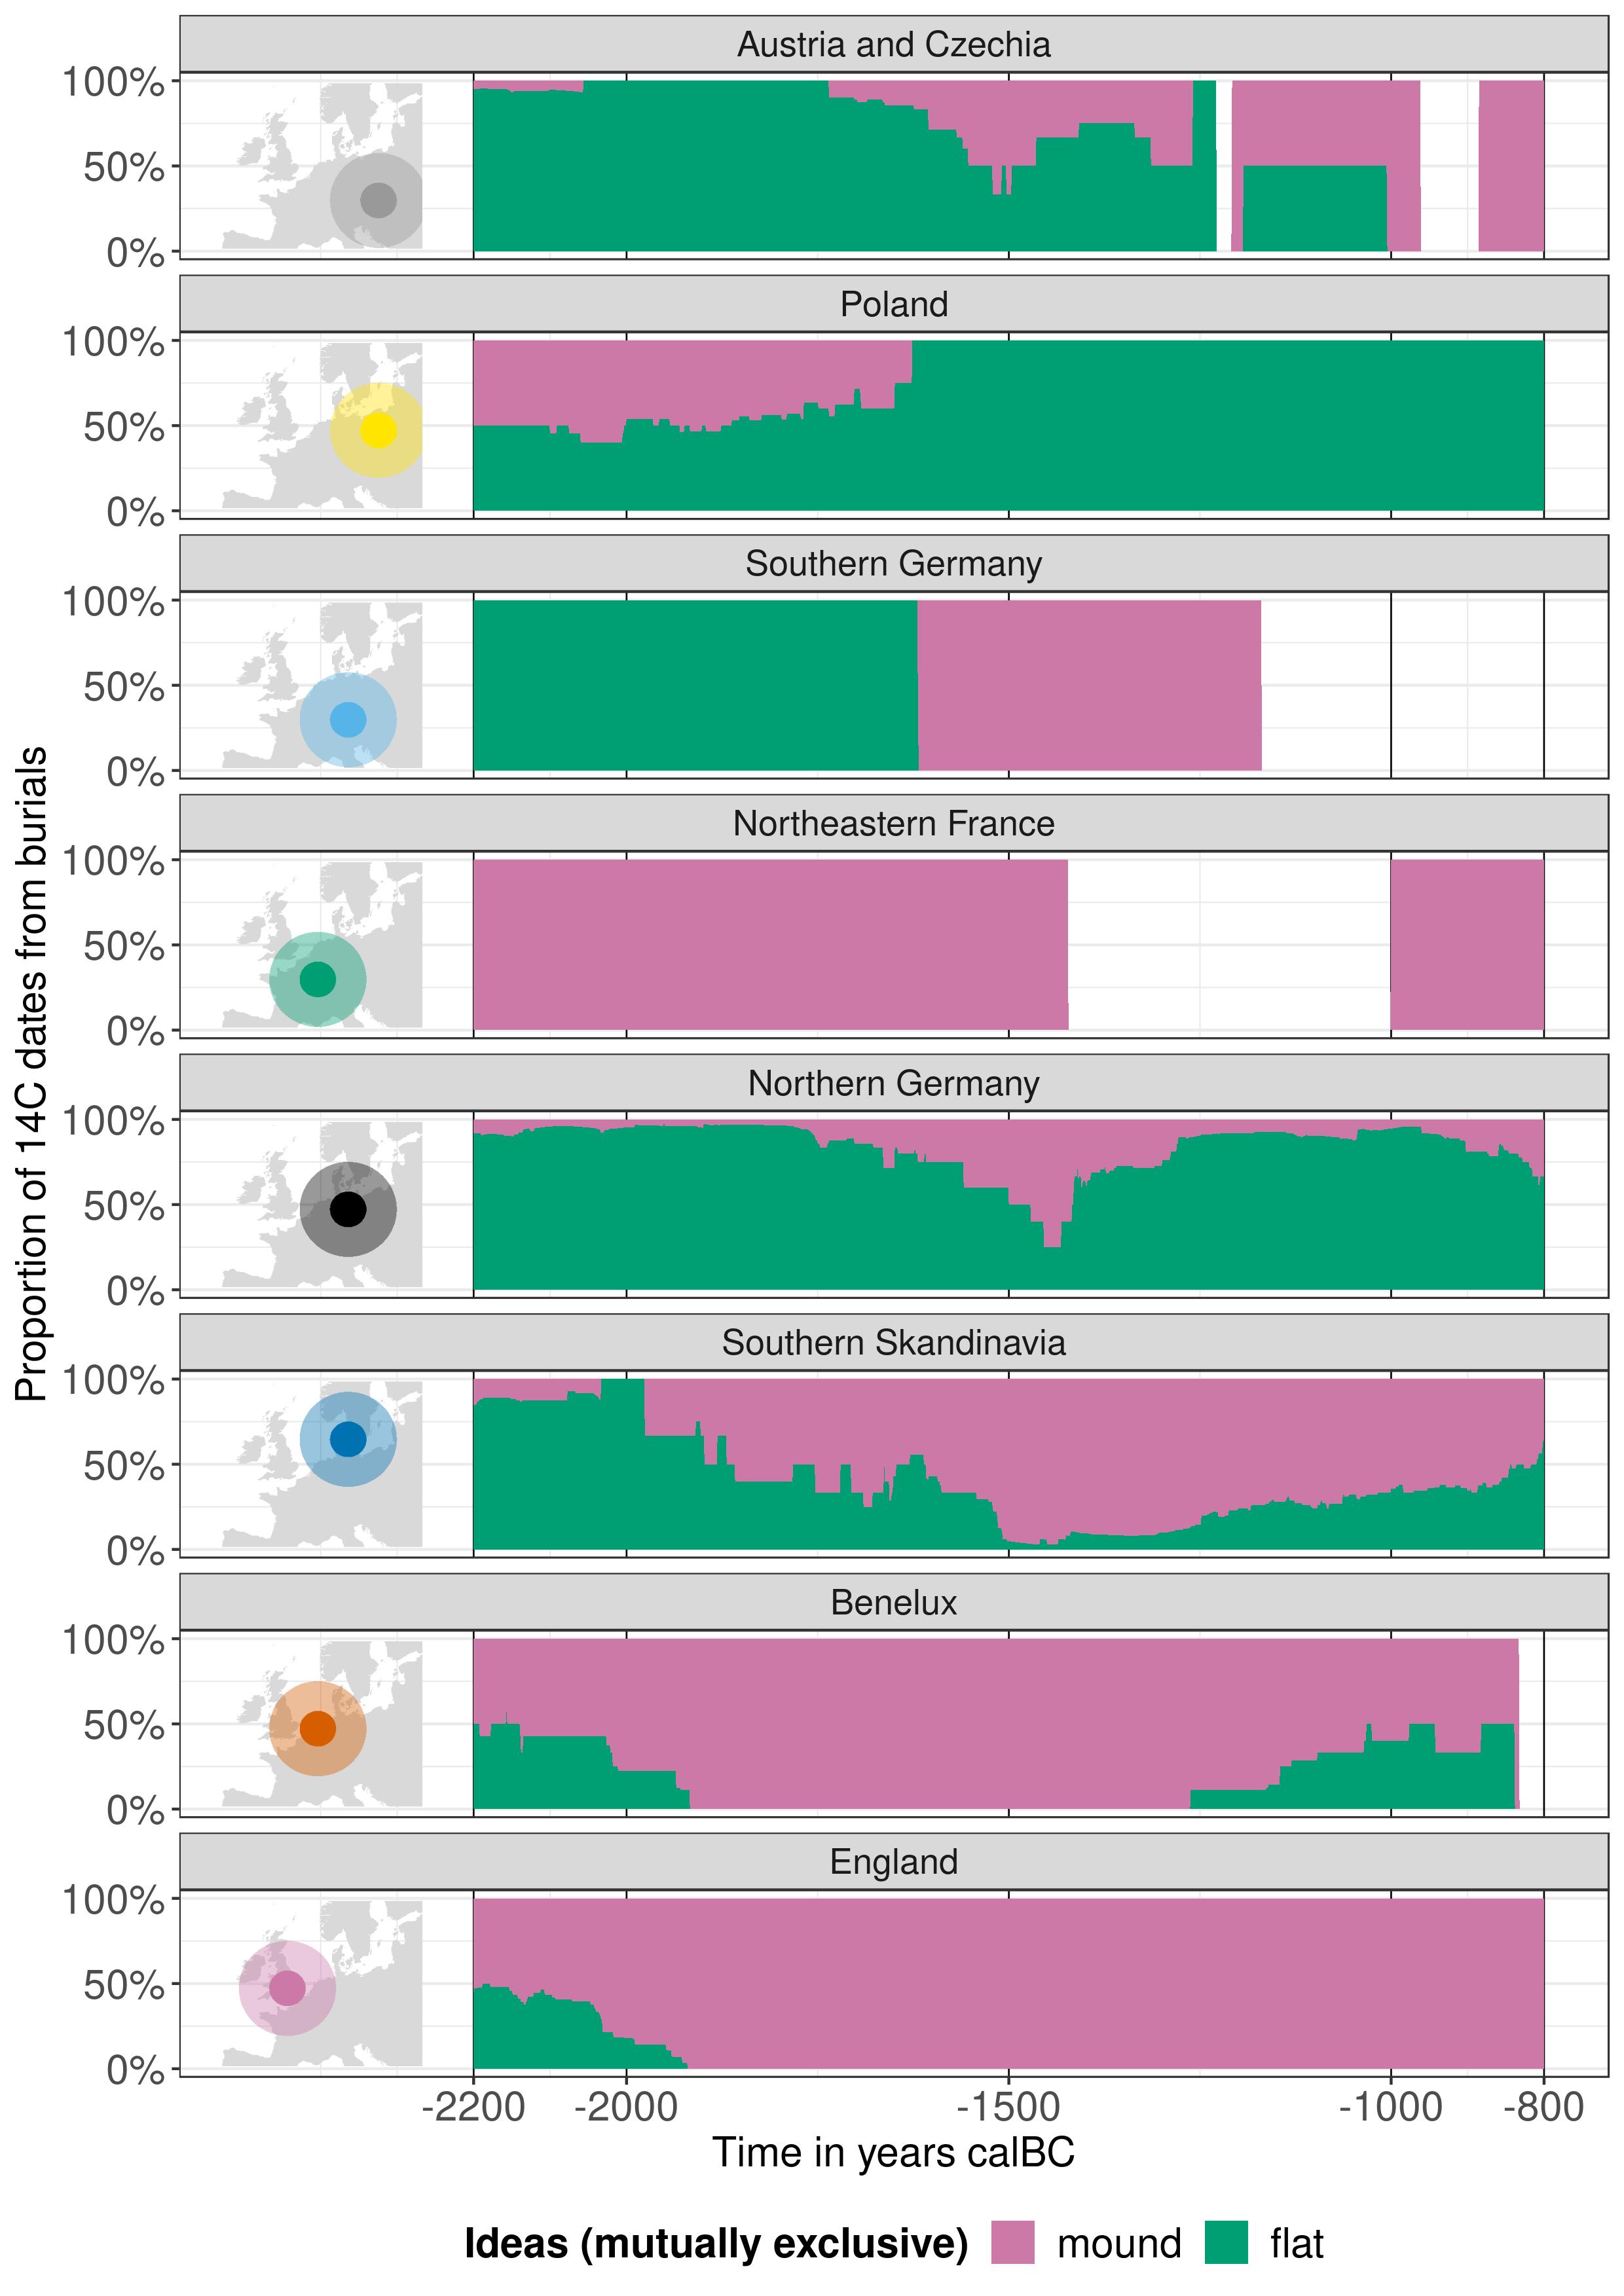 Austria and Czechia
100%
50%
0%
Poland
100%
50%
0%
Southern Germany
100%
50%
0%
Northeastern France
100%
50%
0%
Northern Germany
100%
50%
0%
Southern Skandinavia
100%
50%
0%
Benelux
100%
50%
0%
England
100%
50%
0%
Proportion of 14C dates from burials
-2200 -2000 -1500 -1000 -800
Time in years calBC
Ideas (mutually exclusive) mound flat